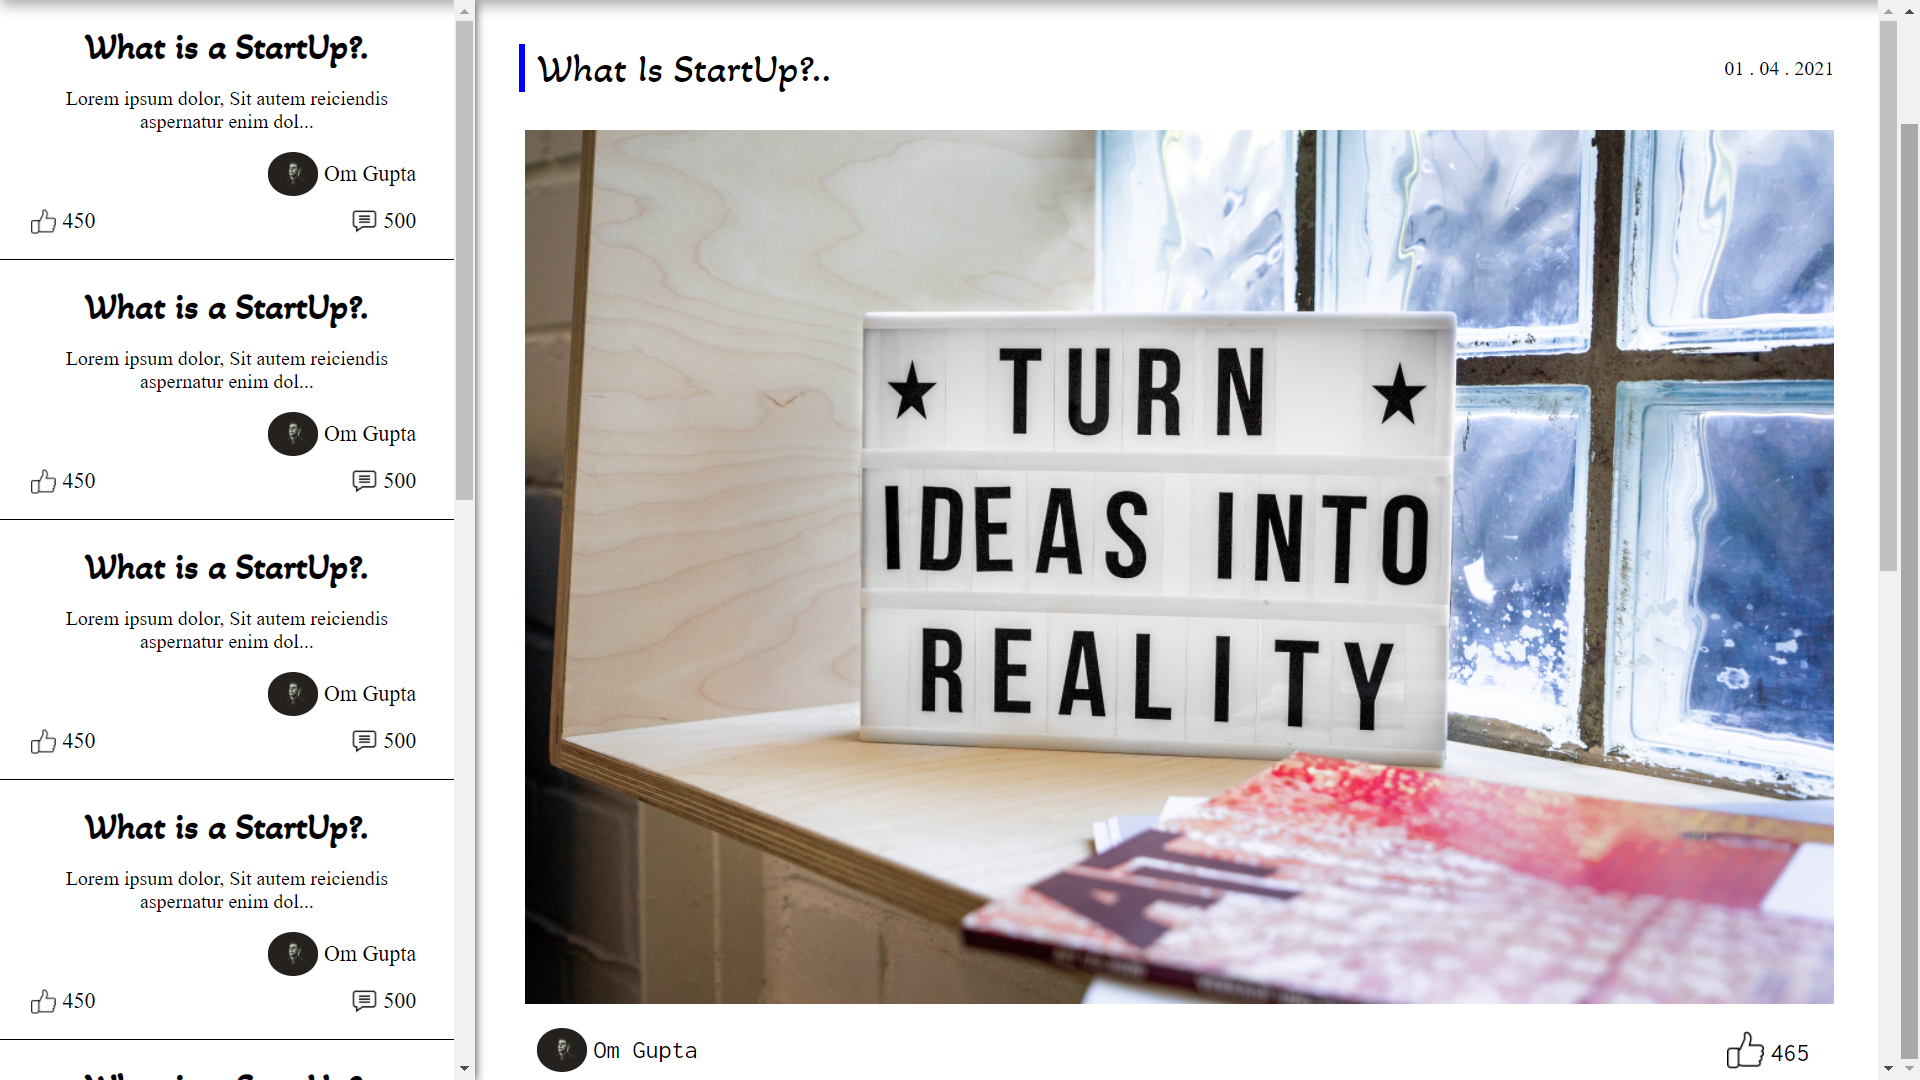 What is a StartUp?.
Lorem ipsum dolor, Sit autem reiciendis
aspernatur enim dol...
Om Gupta
450
500
What is a StartUp?.
Lorem ipsum dolor, Sit autem reiciendis
aspernatur enim dol...
Om Gupta
450
500
What is a StartUp?.
Lorem ipsum dolor, Sit autem reiciendis
aspernatur enim dol...
Om Gupta
450
500
What is a StartUp?.
Lorem ipsum dolor, Sit autem reiciendis
aspernatur enim dol...
Om Gupta
450
500
What Is StartUp?..
01 . 04 . 2021
★ TURN ★
IDEAS INTO
REALITY
Om Gupta
465